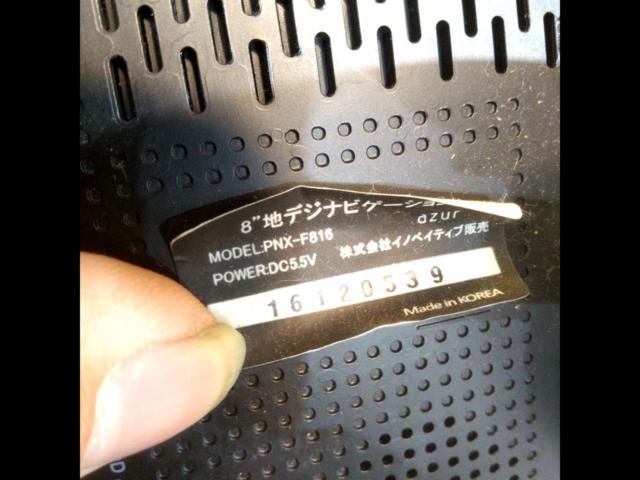 8"地デジナビゲーション
azur
MODEL:PNX-F816
POWER:DC5.5V 株式会社イノベイティブ販売
16120539
Made in KOREA